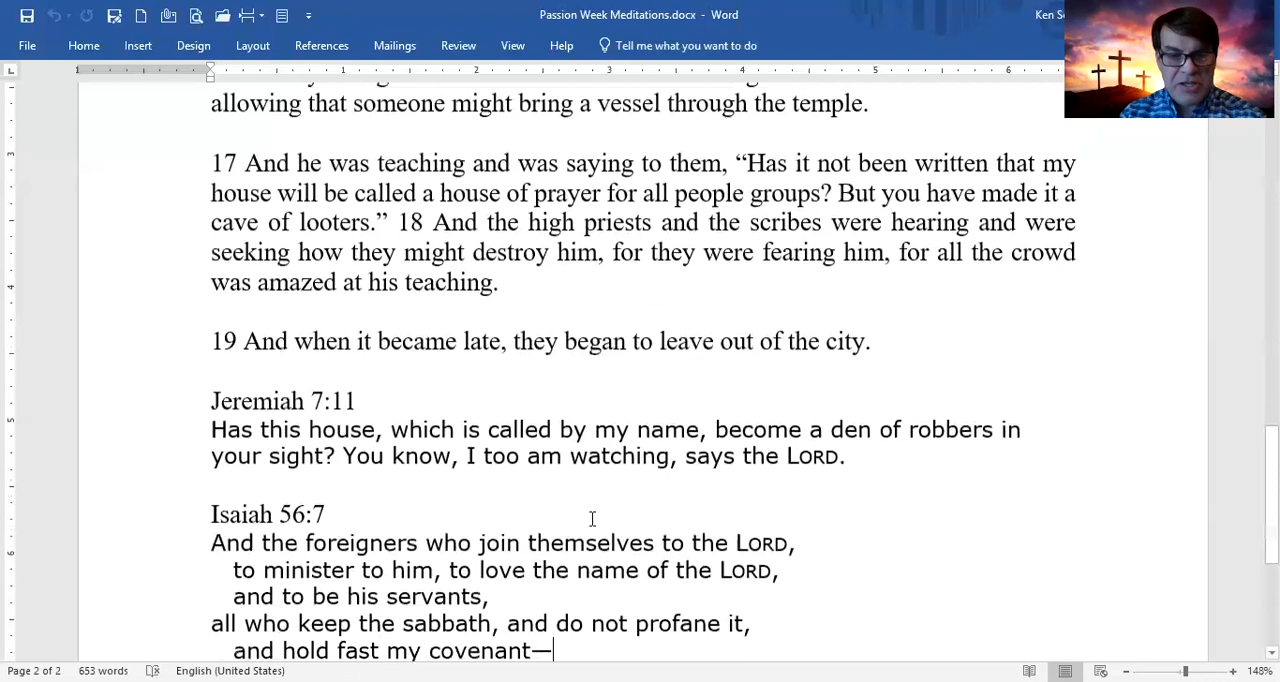 Passion Week Meditations.docx - Word
Ken S
File Home Insert Design Layout References Mailings Review View Help Tell me what you want to do
1 1 2 3 4 5 6
allowing that someone might bring a vessel through the temple.
17 And he was teaching and was saying to them, “Has it not been written that my
house will be called a house of prayer for all people groups? But you have made it a
cave of looters.” 18 And the high priests and the scribes were hearing and were
seeking how they might destroy him, for they were fearing him, for all the crowd
was amazed at his teaching.
19 And when it became late, they began to leave out of the city.
Jeremiah 7:11
Has this house, which is called by my name, become a den of robbers in
your sight? You know, I too am watching, says the LORD.
Isaiah 56:7
And the foreigners who join themselves to the LORD,
to minister to him, to love the name of the LORD,
and to be his servants,
all who keep the sabbath, and do not profane it,
and hold fast my covenant—
Page 2 of 2 653 words English (United States) 148%